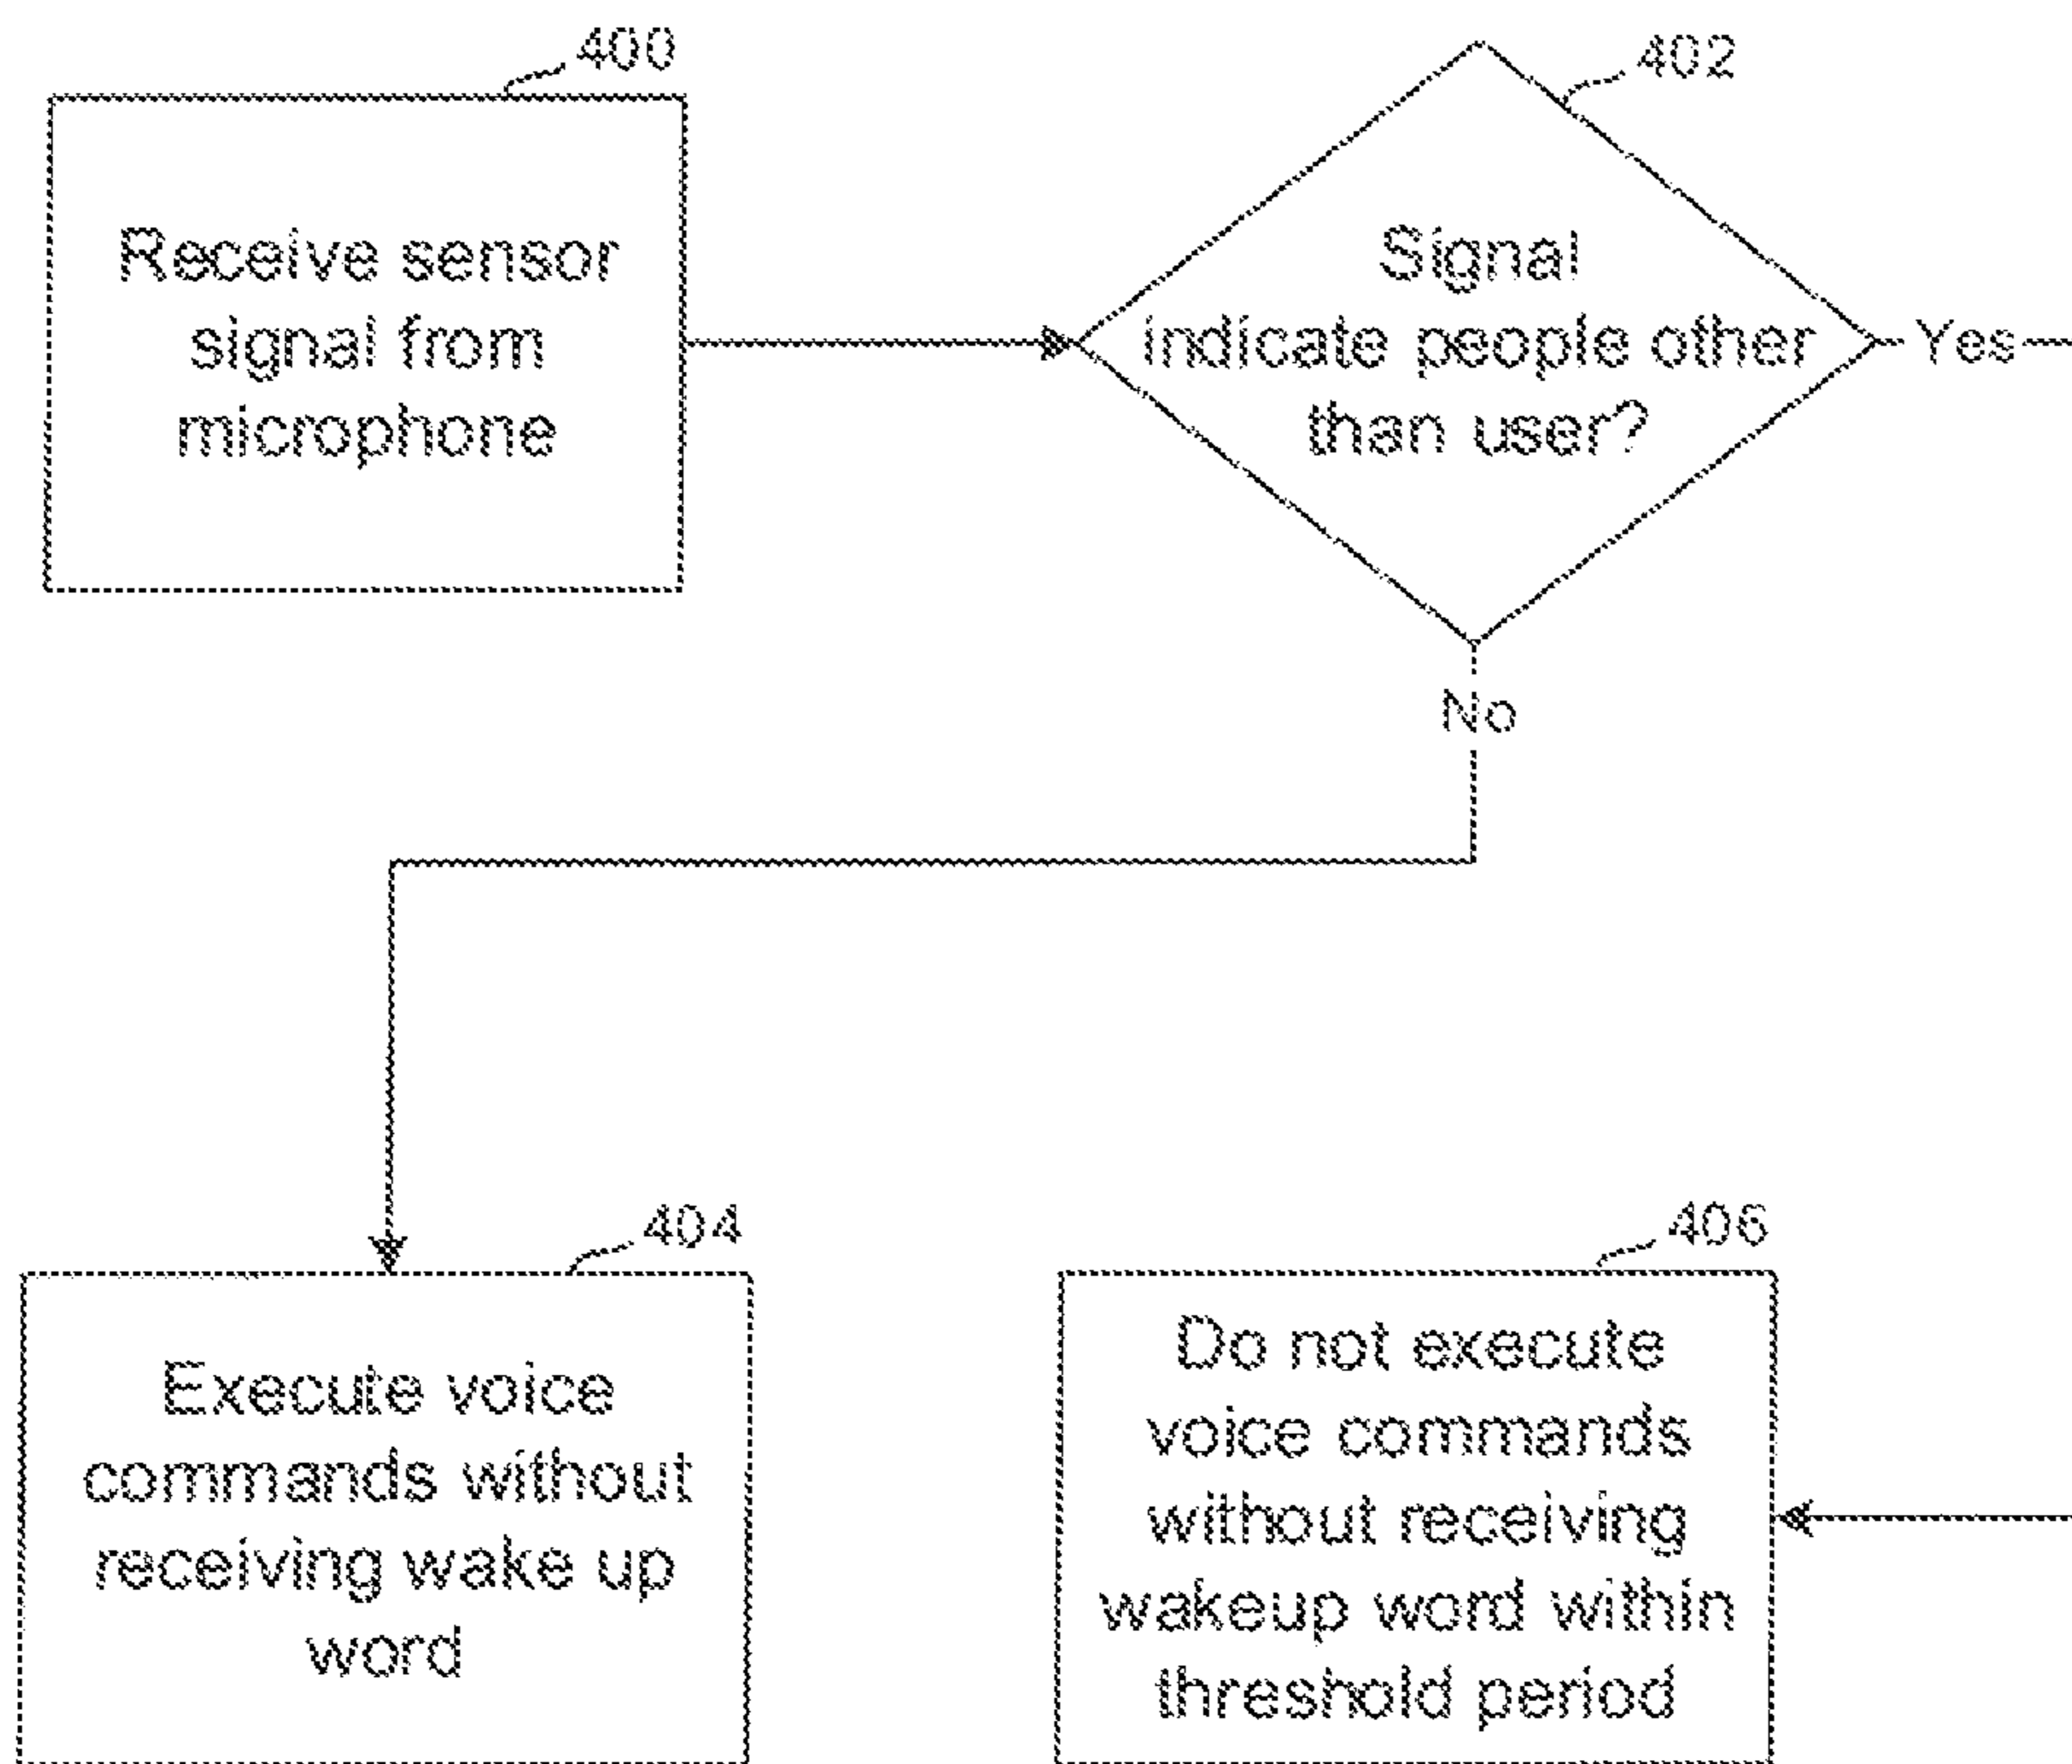 400
Receive sensor
signal from
microphone
402
Signal
indicate people other
than user?
Yes
No
404
Execute voice
commands without
receiving wake up
word
406
Do not execute
voice commands
without receiving
wakeup word within
threshold period